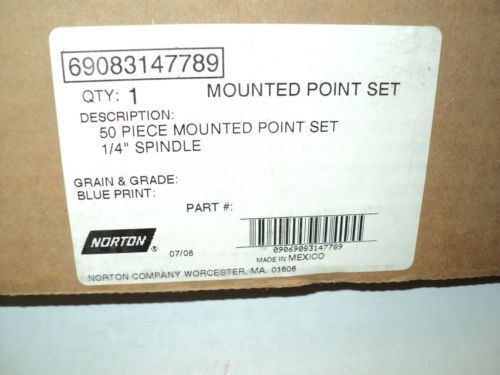 69083147789
QTY: 1 MOUNTED POINT SET
DESCRIPTION:
50 PIECE MOUNTED POINT SET
1/4" SPINDLE
GRAIN & GRADE:
BLUE PRINT:
PART #:
NORTON ® 07/08
09069083147789
MADE IN MEXICO
NORTON COMPANY WORCESTER, MA. 01606